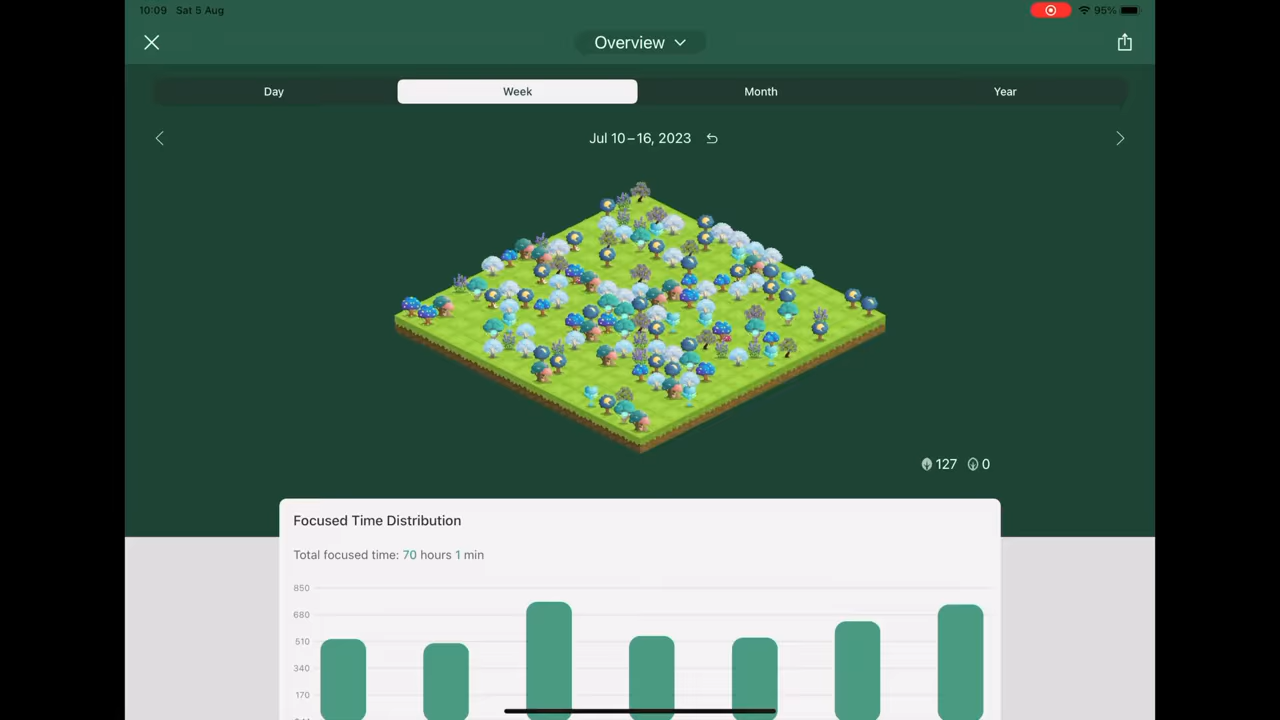 10:09 Sat 5 Aug 95%
Overview
Day Week Month Year
Jul 10–16, 2023
127 0
Focused Time Distribution
Total focused time: 70 hours 1 min
850
680
510
340
170